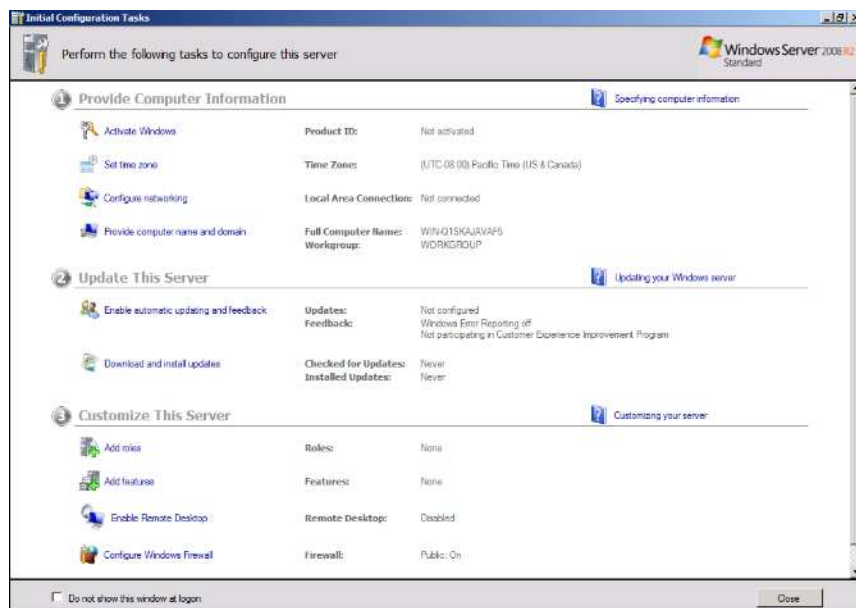 Initial Configuration Tasks
Perform the following tasks to configure this server
Windows Server 2008 R2
Standard
1 Provide Computer Information
Specifying computer information
Activate Windows Product ID: Not activated
Set time zone Time Zone: (UTC-08:00) Pacific Time (US & Canada)
Configure networking Local Area Connection: Not connected
Provide computer name and domain Full Computer Name: WIN-Q1SKAJAVAF5
Workgroup: WORKGROUP
2 Update This Server
Updating your Windows server
Enable automatic updating and feedback Updates: Not configured
Feedback: Windows Error Reporting off
Not participating in Customer Experience Improvement Program
Download and install updates Checked for Updates: Never
Installed Updates: Never
3 Customize This Server
Customizing your server
Add roles Roles: None
Add features Features: None
Enable Remote Desktop Remote Desktop: Disabled
Configure Windows Firewall Firewall: Public: On
Do not show this window at logon
Close